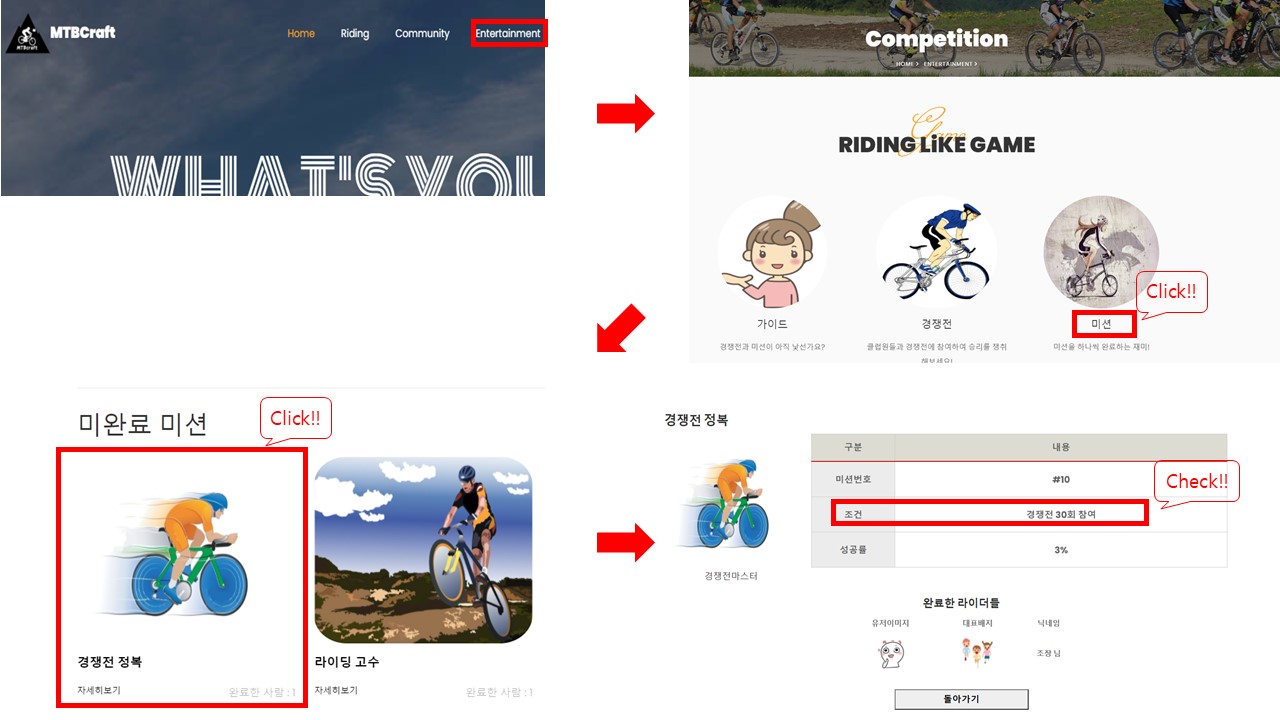 MTBCraft
MTBcraft
Home Riding Community Entertainment
WHAT'S YOU
Competition
HOME > ENTERTAINMENT >
Game
RIDING LiKE GAME
가이드
경쟁전과 미션이 아직 낯선가요?
경쟁전
클럽원들과 경쟁전에 참여하여 승리를 쟁취
해보세요!
Click!!
미션
미션을 하나씩 완료하는 재미!
미완료 미션
Click!!
경쟁전 정복
자세히보기 완료한 사람 : 1
라이딩 고수
자세히보기 완료한 사람 : 1
경쟁전 정복
경쟁전마스터
구분 내용
미션번호 #10
Check!!
조건 경쟁전 30회 참여
성공률 3%
완료한 라이더들
유저이미지 대표배지 닉네임
조장 님
돌아가기